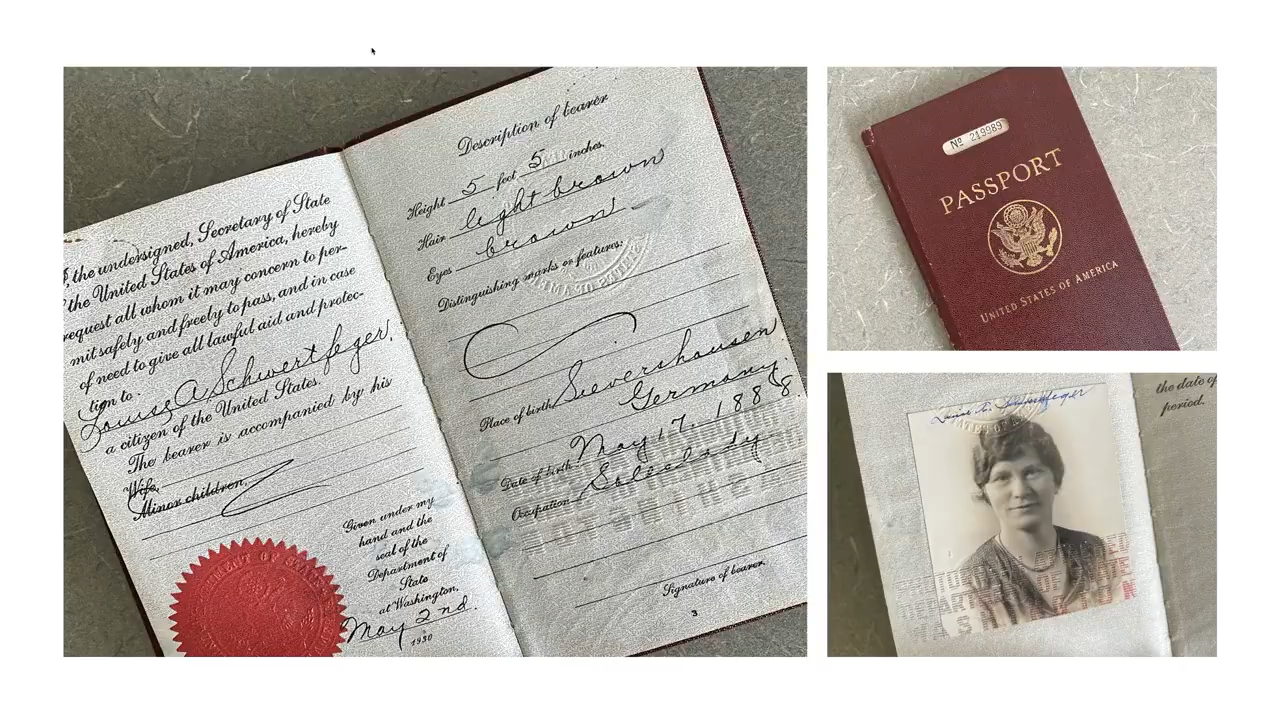 I, the undersigned, Secretary of State
of the United States of America, hereby
request all whom it may concern to per-
mit safely and freely to pass, and in case
of need to give all lawful aid and protec-
tion to
Louise A Schwertfeger,
a citizen of the United States.
The bearer is accompanied by his
Wife,
Minor children,
Given under my
hand and the
seal of the
Department of
State
at Washington,
May 2nd.
1930
Description of bearer
Height 5 feet 5 inches.
Hair light brown
Eyes brown
Distinguishing marks or features:
Place of birth Sievershausen
Germany.
Date of birth May 17. 1888.
Occupation Saleslady
Signature of bearer.
3
No 219989
PASSPORT
UNITED STATES OF AMERICA
the date of
period.